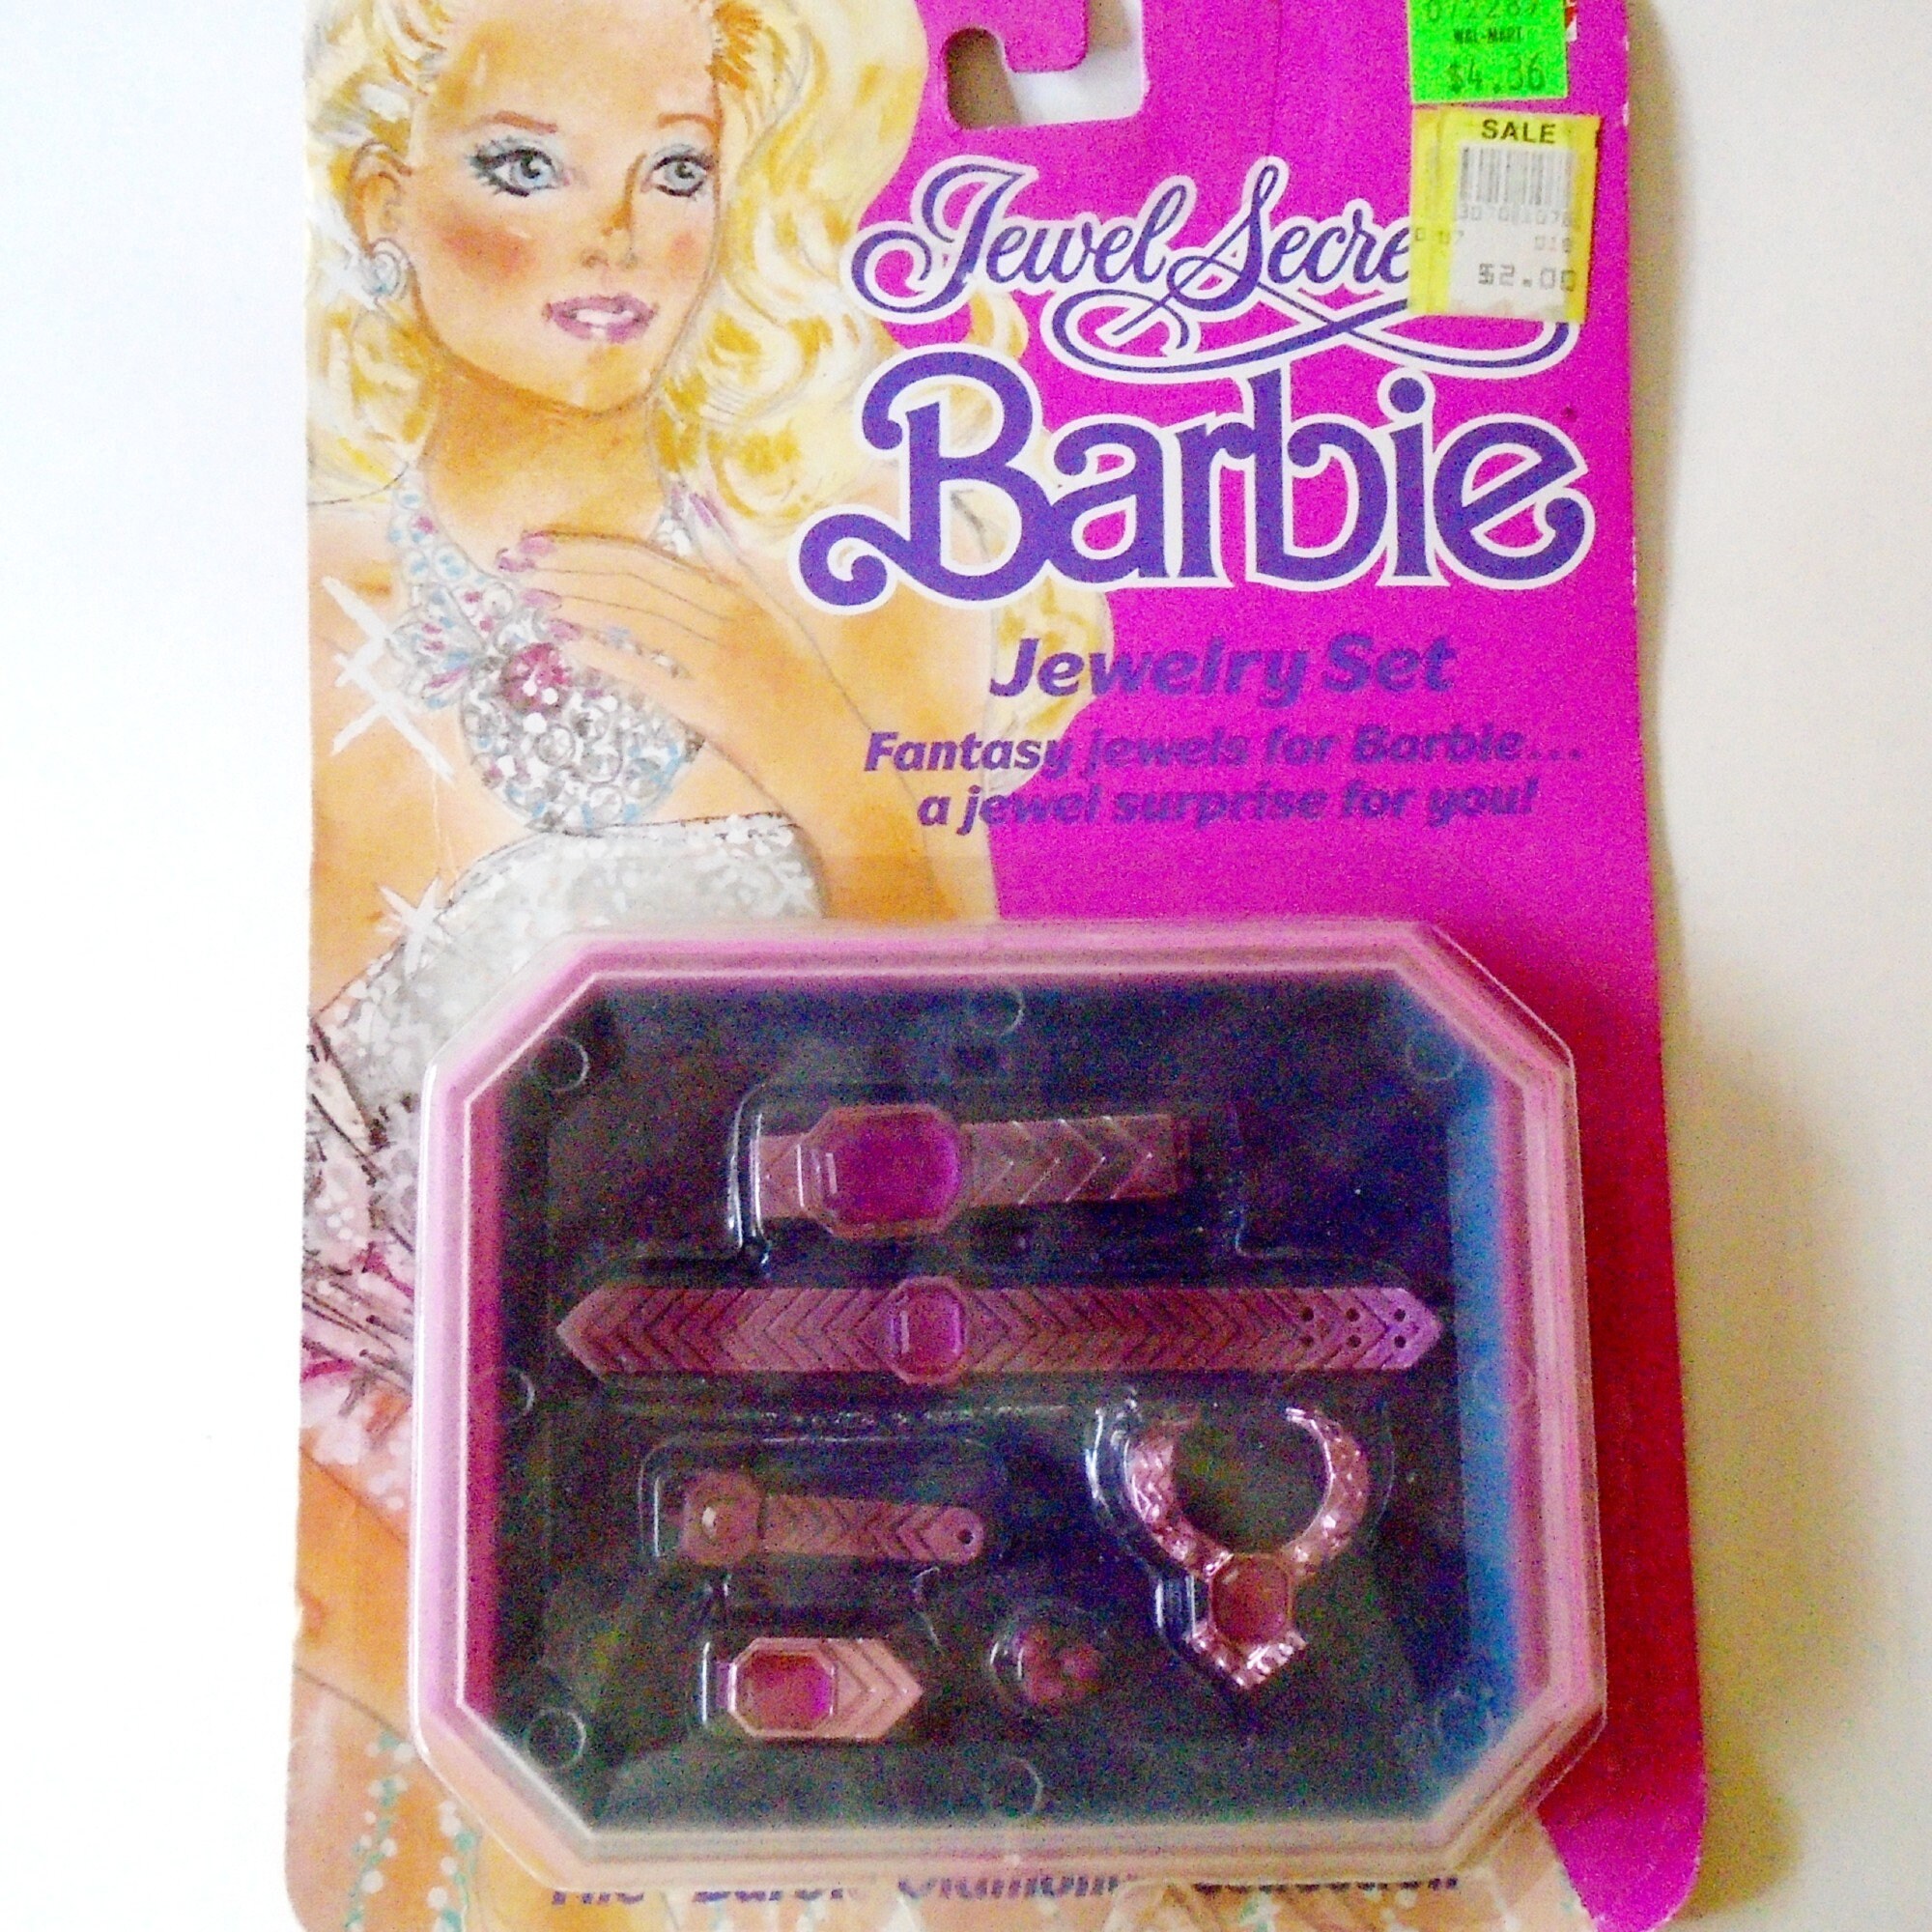 WAL-MART
$4.36
SALE
$2.00
Jewel Secre
Barbie
Jewelry Set
Fantasy jewels for Barbie...
a jewel surprise for you!